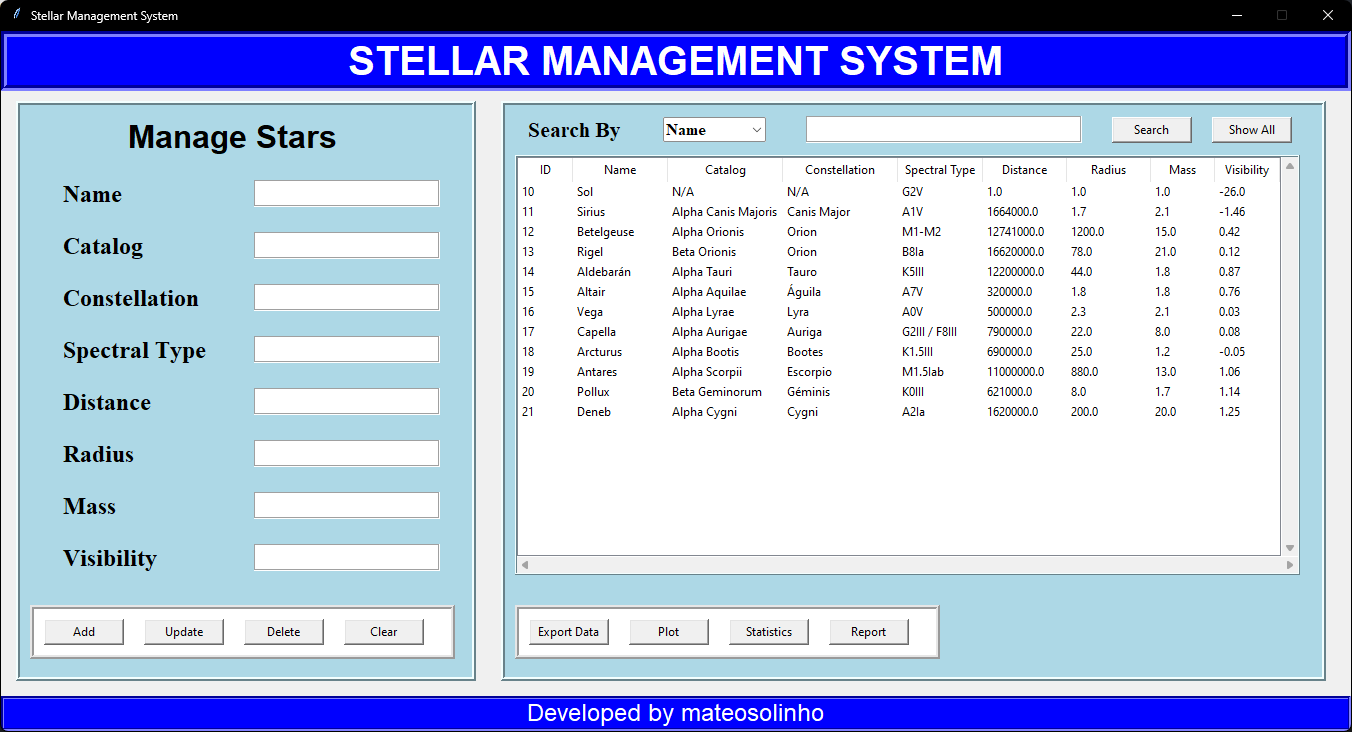 Stellar Management System
STELLAR MANAGEMENT SYSTEM
Manage Stars
Name
Catalog
Constellation
Spectral Type
Distance
Radius
Mass
Visibility
Add Update Delete Clear
Search By Name Search Show All
ID Name Catalog Constellation Spectral Type Distance Radius Mass Visibility
10 Sol N/A N/A G2V 1.0 1.0 1.0 -26.0
11 Sirius Alpha Canis Majoris Canis Major A1V 1664000.0 1.7 2.1 -1.46
12 Betelgeuse Alpha Orionis Orion M1-M2 12741000.0 1200.0 15.0 0.42
13 Rigel Beta Orionis Orion B8Ia 16620000.0 78.0 21.0 0.12
14 Aldebarán Alpha Tauri Tauro K5III 12200000.0 44.0 1.8 0.87
15 Altair Alpha Aquilae Águila A7V 320000.0 1.8 1.8 0.76
16 Vega Alpha Lyrae Lyra A0V 500000.0 2.3 2.1 0.03
17 Capella Alpha Aurigae Auriga G2III / F8III 790000.0 22.0 8.0 0.08
18 Arcturus Alpha Bootis Bootes K1.5III 690000.0 25.0 1.2 -0.05
19 Antares Alpha Scorpii Escorpio M1.5Iab 11000000.0 880.0 13.0 1.06
20 Pollux Beta Geminorum Géminis K0III 621000.0 8.0 1.7 1.14
21 Deneb Alpha Cygni Cygni A2Ia 1620000.0 200.0 20.0 1.25
Export Data Plot Statistics Report
Developed by mateosolinho